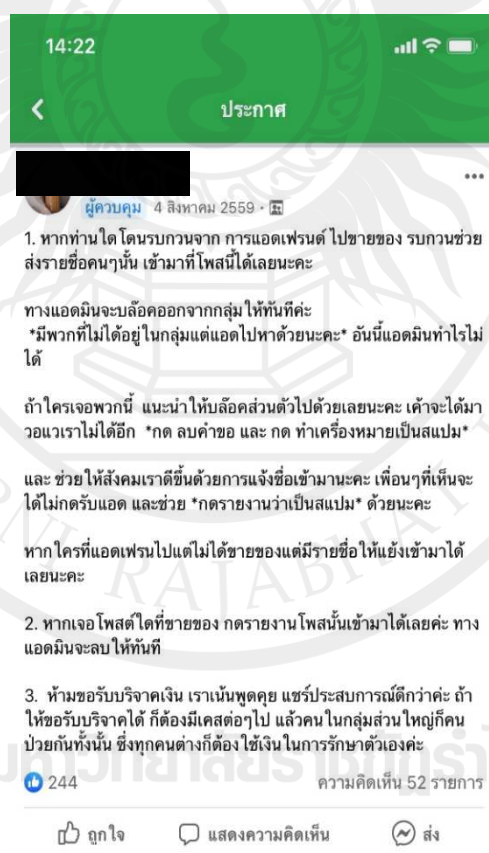 14:22
ประกาศ
ผู้ควบคุม 4 สิงหาคม 2559
1. หากท่านใดโดนรบกวนจาก การแอดเฟรนด์ ไปขายของ รบกวนช่วย
ส่งรายชื่อคนๆนั้น เข้ามาที่โพสนี้ได้เลยนะคะ
ทางแอดมินจะบล๊อคออกจากกลุ่มให้ทันทีค่ะ
*มีพวกที่ไม่ได้อยู่ในกลุ่มแต่แอดไปหาด้วยนะคะ* อันนี้แอดมินทำไรไม่
ได้
ถ้าใครเจอพวกนี้ แนะนำให้บล๊อคส่วนตัวไปด้วยเลยนะคะ เค้าจะได้มา
วอแวเราไม่ได้อีก *กด ลบคำขอ และ กด ทำเครื่องหมายเป็นสแปม*
และ ช่วยให้สังคมเราดีขึ้นด้วยการแจ้งชื่อเข้ามานะคะ เพื่อนๆที่เห็นจะ
ได้ไม่กดรับแอด และช่วย *กดรายงานว่าเป็นสแปม* ด้วยนะคะ
หากใครที่แอดเฟรนไปแต่ไม่ได้ขายของแต่มีรายชื่อให้แย้งเข้ามาได้
เลยนะคะ
2. หากเจอโพสต์ใดที่ขายของ กดรายงานโพสนั้นเข้ามาได้เลยค่ะ ทาง
แอดมินจะลบให้ทันที
3. ห้ามขอรับบริจาคเงิน เราเน้นพูดคุย แชร์ประสบการณ์ดีกว่าค่ะ ถ้า
ให้ขอรับบริจาคได้ ก็ต้องมีเคสต่อๆไป แล้วคนในกลุ่มส่วนใหญ่ก็คน
ป่วยกันทั้งนั้น ซึ่งทุกคนต่างก็ต้องใช้เงินในการรักษาตัวเองค่ะ
244 ความคิดเห็น 52 รายการ
ถูกใจ แสดงความคิดเห็น ส่ง